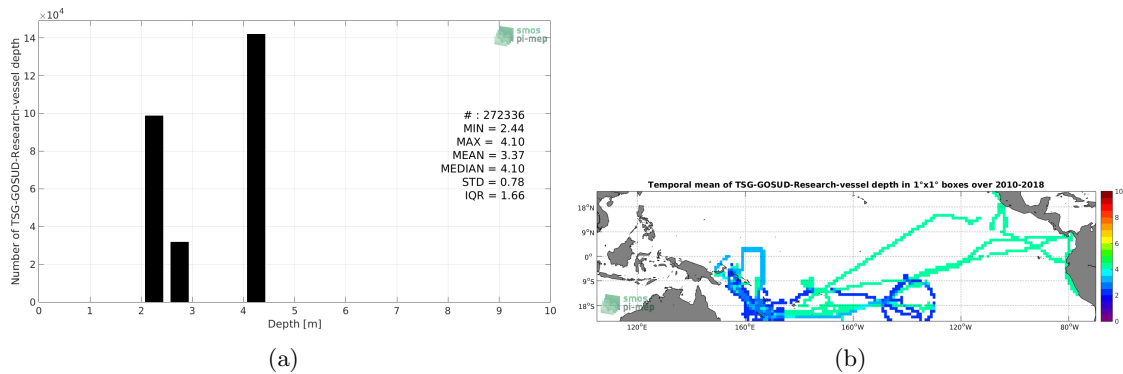 ×10⁴
14
12
10
8
6
4
2
0
Number of TSG-GOSUD-Research-vessel depth
0 1 2 3 4 5 6 7 8 9 10
Depth [m]
smos
pi-mep
# : 272336
MIN = 2.44
MAX = 4.10
MEAN = 3.37
MEDIAN = 4.10
STD = 0.78
IQR = 1.66
(a)
Temporal mean of TSG-GOSUD-Research-vessel depth in 1°x1° boxes over 2010-2018
18°N
9°N
0°
9°S
18°S
smos
pi-mep
120°E 160°E 160°W 120°W 80°W
10
8
6
4
2
0
(b)